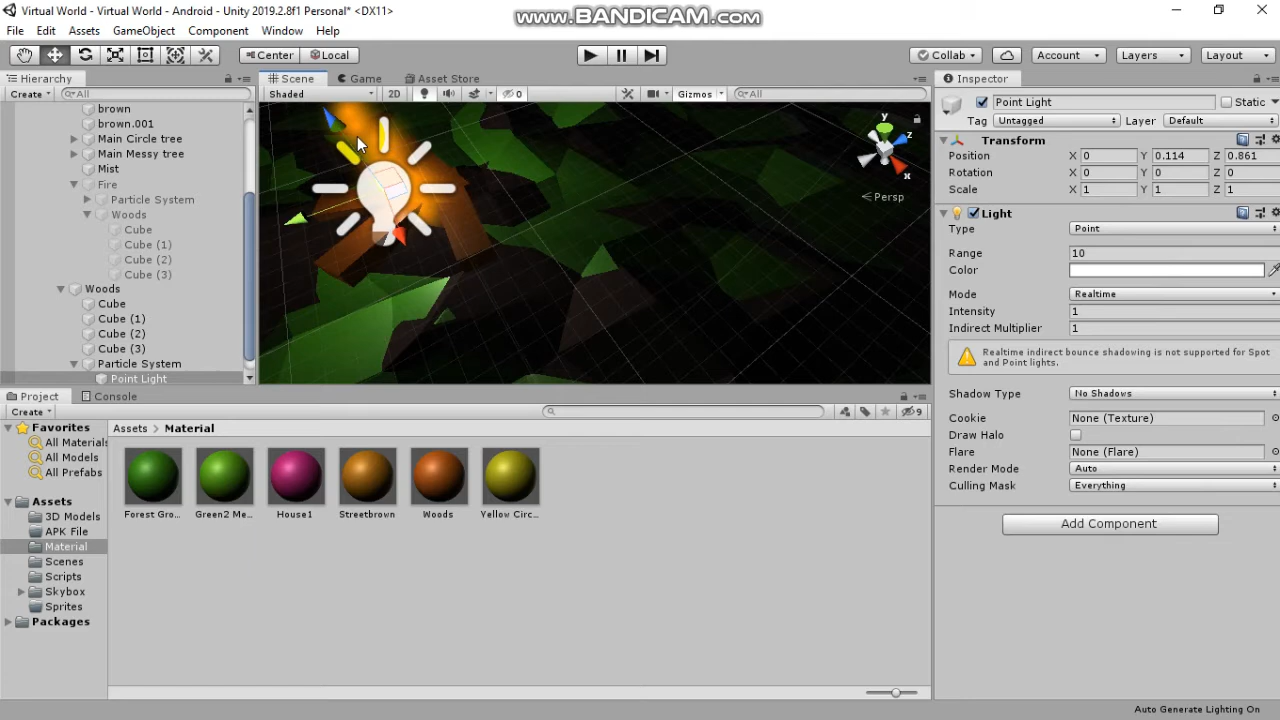 Virtual World - Virtual World - Android - Unity 2019.2.8f1 Personal* <DX11>
www.BANDICAM.com
File Edit Assets GameObject Component Window Help
Center Local Collab Account Layers Layout
Hierarchy
Create All
brown
brown.001
Main Circle tree
Main Messy tree
Mist
Fire
Particle System
Woods
Cube
Cube (1)
Cube (2)
Cube (3)
Woods
Cube
Cube (1)
Cube (2)
Cube (3)
Particle System
Point Light
Scene Game Asset Store
Shaded 2D 0 Gizmos All
y
z
x
Persp
Inspector
Point Light Static
Tag Untagged Layer Default
Transform
Position X 0 Y 0.114 Z 0.861
Rotation X 0 Y 0 Z 0
Scale X 1 Y 1 Z 1
Light
Type Point
Range 10
Color
Mode Realtime
Intensity 1
Indirect Multiplier 1
Realtime indirect bounce shadowing is not supported for Spot
and Point lights.
Shadow Type No Shadows
Cookie None (Texture)
Draw Halo
Flare None (Flare)
Render Mode Auto
Culling Mask Everything
Add Component
Project Console
Create 9
Favorites
All Materials
All Models
All Prefabs
Assets
3D Models
APK File
Material
Scenes
Scripts
Skybox
Sprites
Packages
Assets > Material
Forest Gro... Green2 Me... House1 Streetbrown Woods Yellow Circ...
Auto Generate Lighting On